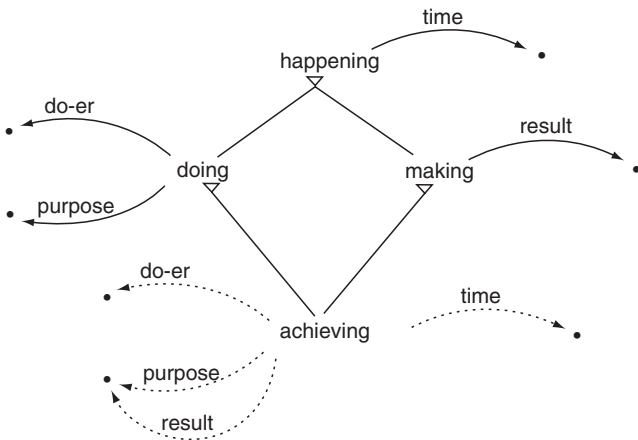 time
happening
do-er
result
doing
making
purpose
do-er
time
achieving
purpose
result